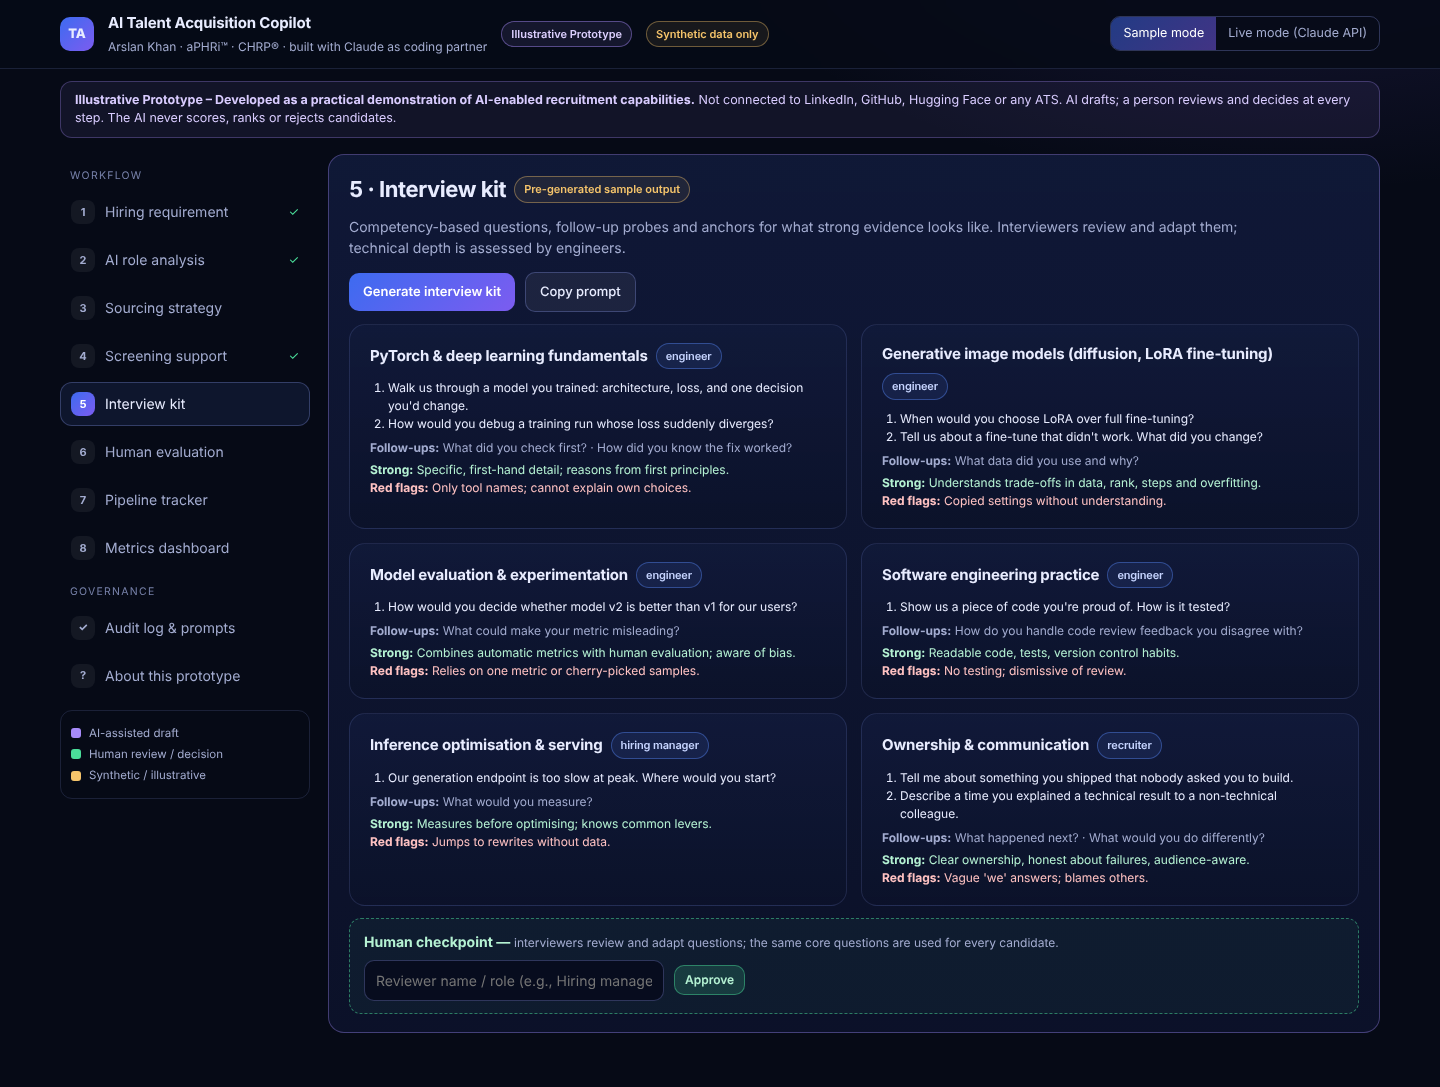 TA
AI Talent Acquisition Copilot
Arslan Khan · aPHRi™ · CHRP® · built with Claude as coding partner
Illustrative Prototype
Synthetic data only
Sample mode
Live mode (Claude API)
Illustrative Prototype – Developed as a practical demonstration of AI-enabled recruitment capabilities. Not connected to LinkedIn, GitHub, Hugging Face or any ATS. AI drafts; a person reviews and decides at every
step. The AI never scores, ranks or rejects candidates.
WORKFLOW
1 Hiring requirement ✓
2 AI role analysis ✓
3 Sourcing strategy
4 Screening support ✓
5 Interview kit
6 Human evaluation
7 Pipeline tracker
8 Metrics dashboard
GOVERNANCE
✓ Audit log & prompts
? About this prototype
AI-assisted draft
Human review / decision
Synthetic / illustrative
5 · Interview kit
Pre-generated sample output
Competency-based questions, follow-up probes and anchors for what strong evidence looks like. Interviewers review and adapt them;
technical depth is assessed by engineers.
Generate interview kit
Copy prompt
PyTorch & deep learning fundamentals engineer
1. Walk us through a model you trained: architecture, loss, and one decision
you'd change.
2. How would you debug a training run whose loss suddenly diverges?
Follow-ups: What did you check first? · How did you know the fix worked?
Strong: Specific, first-hand detail; reasons from first principles.
Red flags: Only tool names; cannot explain own choices.
Generative image models (diffusion, LoRA fine-tuning)
engineer
1. When would you choose LoRA over full fine-tuning?
2. Tell us about a fine-tune that didn't work. What did you change?
Follow-ups: What data did you use and why?
Strong: Understands trade-offs in data, rank, steps and overfitting.
Red flags: Copied settings without understanding.
Model evaluation & experimentation engineer
1. How would you decide whether model v2 is better than v1 for our users?
Follow-ups: What could make your metric misleading?
Strong: Combines automatic metrics with human evaluation; aware of bias.
Red flags: Relies on one metric or cherry-picked samples.
Software engineering practice engineer
1. Show us a piece of code you're proud of. How is it tested?
Follow-ups: How do you handle code review feedback you disagree with?
Strong: Readable code, tests, version control habits.
Red flags: No testing; dismissive of review.
Inference optimisation & serving hiring manager
1. Our generation endpoint is too slow at peak. Where would you start?
Follow-ups: What would you measure?
Strong: Measures before optimising; knows common levers.
Red flags: Jumps to rewrites without data.
Ownership & communication recruiter
1. Tell me about something you shipped that nobody asked you to build.
2. Describe a time you explained a technical result to a non-technical
colleague.
Follow-ups: What happened next? · What would you do differently?
Strong: Clear ownership, honest about failures, audience-aware.
Red flags: Vague 'we' answers; blames others.
Human checkpoint — interviewers review and adapt questions; the same core questions are used for every candidate.
Reviewer name / role (e.g., Hiring manage
Approve